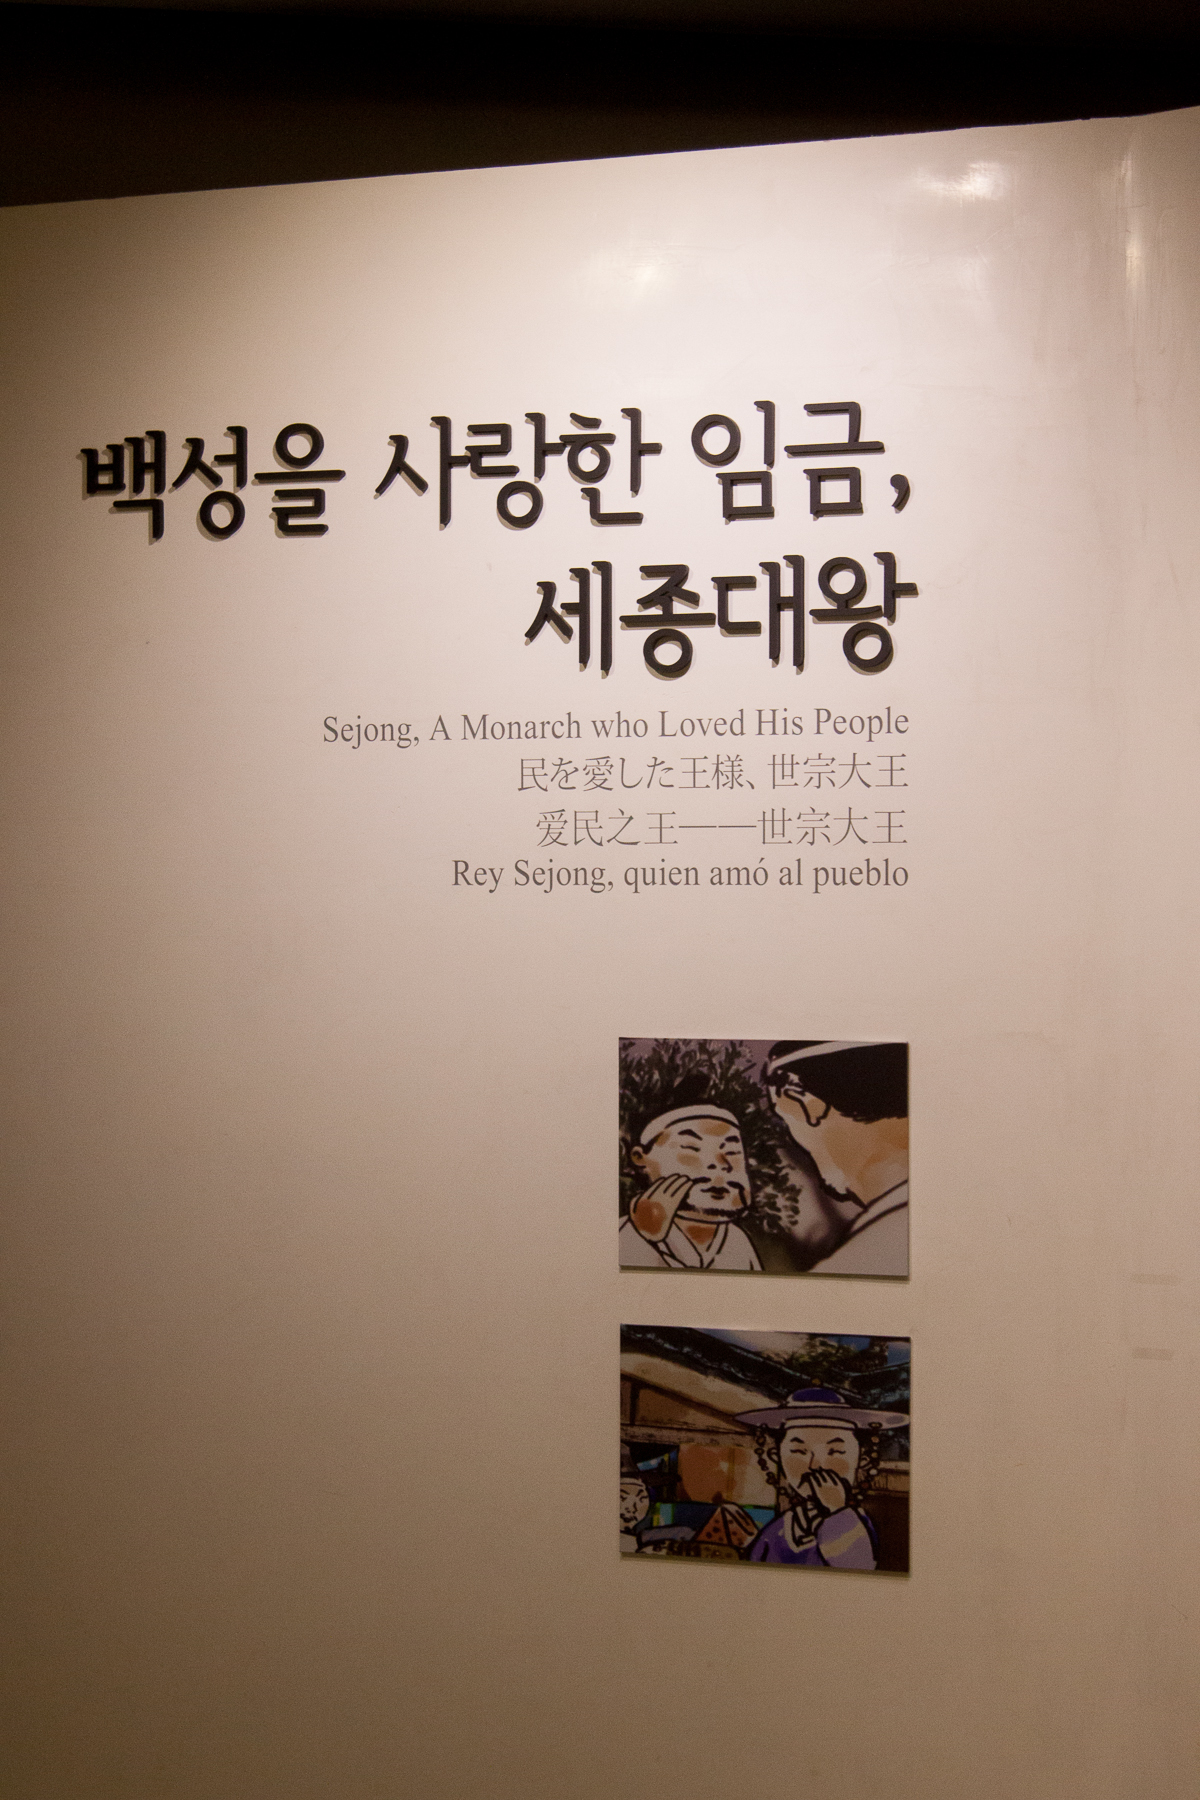 백성을 사랑한 임금,
세종대왕
Sejong, A Monarch who Loved His People
民を愛した王様、世宗大王
爱民之王——世宗大王
Rey Sejong, quien amó al pueblo